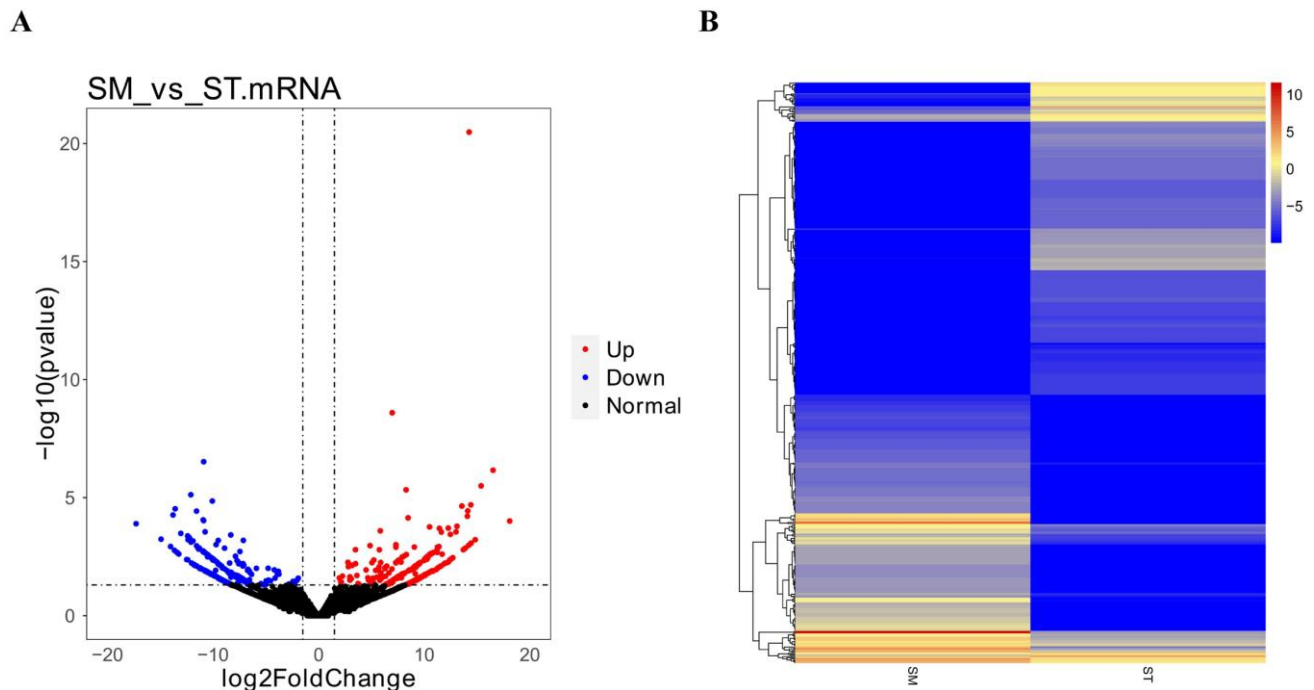 A
B
SM_vs_ST.mRNA
20
15
10
5
0
−log10(pvalue)
−20
−10
0
10
20
log2FoldChange
Up
Down
Normal
10
5
0
−5
SM
ST